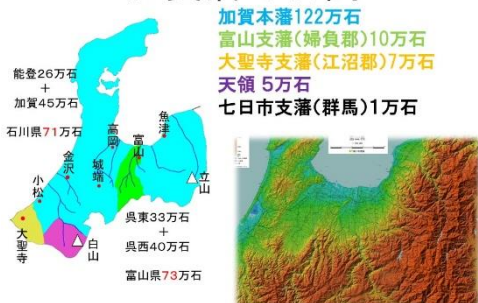 加賀本藩122万石
富山支藩(婦負郡)10万石
大聖寺支藩(江沼郡)7万石
天領 5万石
七日市支藩(群馬)1万石
能登26万石
+
加賀45万石
石川県71万石
魚津
高岡
富山
立山
城端
金沢
小松
大聖寺
白山
呉東33万石
+
呉西40万石
富山県73万石